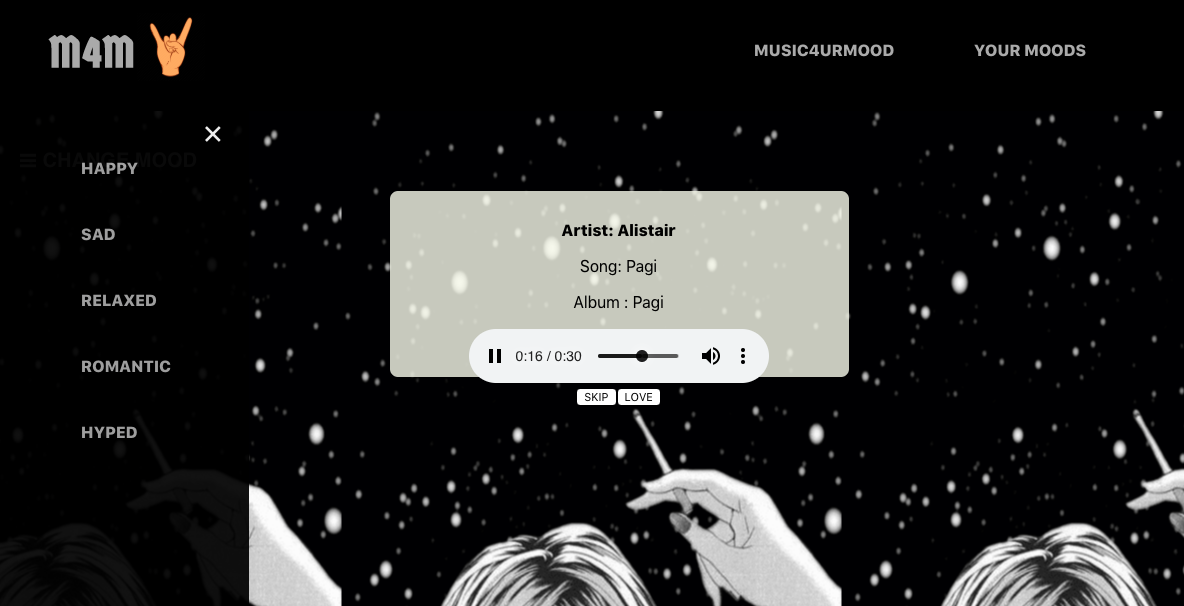 m4m
MUSIC4URMOOD
YOUR MOODS
CHANGE MOOD
HAPPY
SAD
RELAXED
ROMANTIC
HYPED
Artist: Alistair
Song: Pagi
Album : Pagi
0:16 / 0:30
SKIP
LOVE